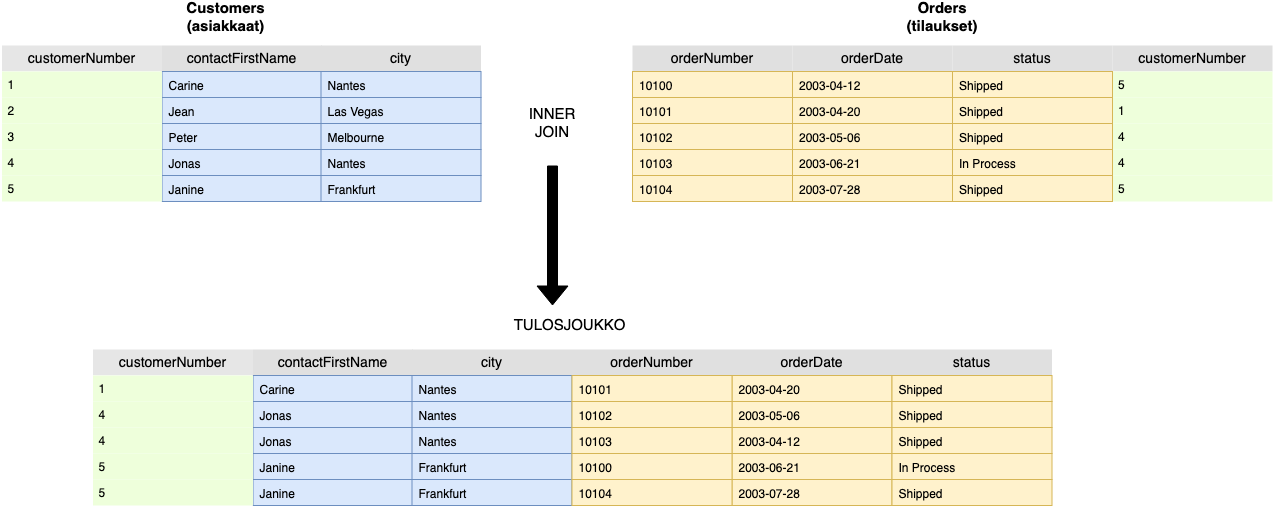 Customers
(asiakkaat)
customerNumber contactFirstName city
1 Carine Nantes
2 Jean Las Vegas
3 Peter Melbourne
4 Jonas Nantes
5 Janine Frankfurt
INNER
JOIN
Orders
(tilaukset)
orderNumber orderDate status customerNumber
10100 2003-04-12 Shipped 5
10101 2003-04-20 Shipped 1
10102 2003-05-06 Shipped 4
10103 2003-06-21 In Process 4
10104 2003-07-28 Shipped 5
TULOSJOUKKO
customerNumber contactFirstName city orderNumber orderDate status
1 Carine Nantes 10101 2003-04-20 Shipped
4 Jonas Nantes 10102 2003-05-06 Shipped
4 Jonas Nantes 10103 2003-04-12 Shipped
5 Janine Frankfurt 10100 2003-06-21 In Process
5 Janine Frankfurt 10104 2003-07-28 Shipped